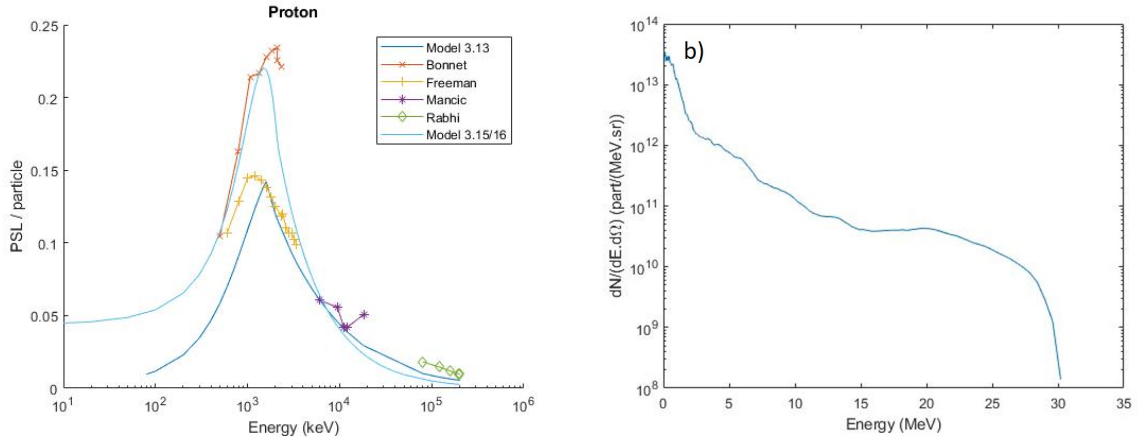 Proton
0.25
0.2
0.15
0.1
0.05
0
PSL / particle
10^1
10^2
10^3
10^4
10^5
10^6
Energy (keV)
Model 3.13
Bonnet
Freeman
Mancic
Rabhi
Model 3.15/16
b)
10^14
10^13
10^12
10^11
10^10
10^9
10^8
dN/(dE.dΩ) (part/(MeV.sr))
0
5
10
15
20
25
30
35
Energy (MeV)